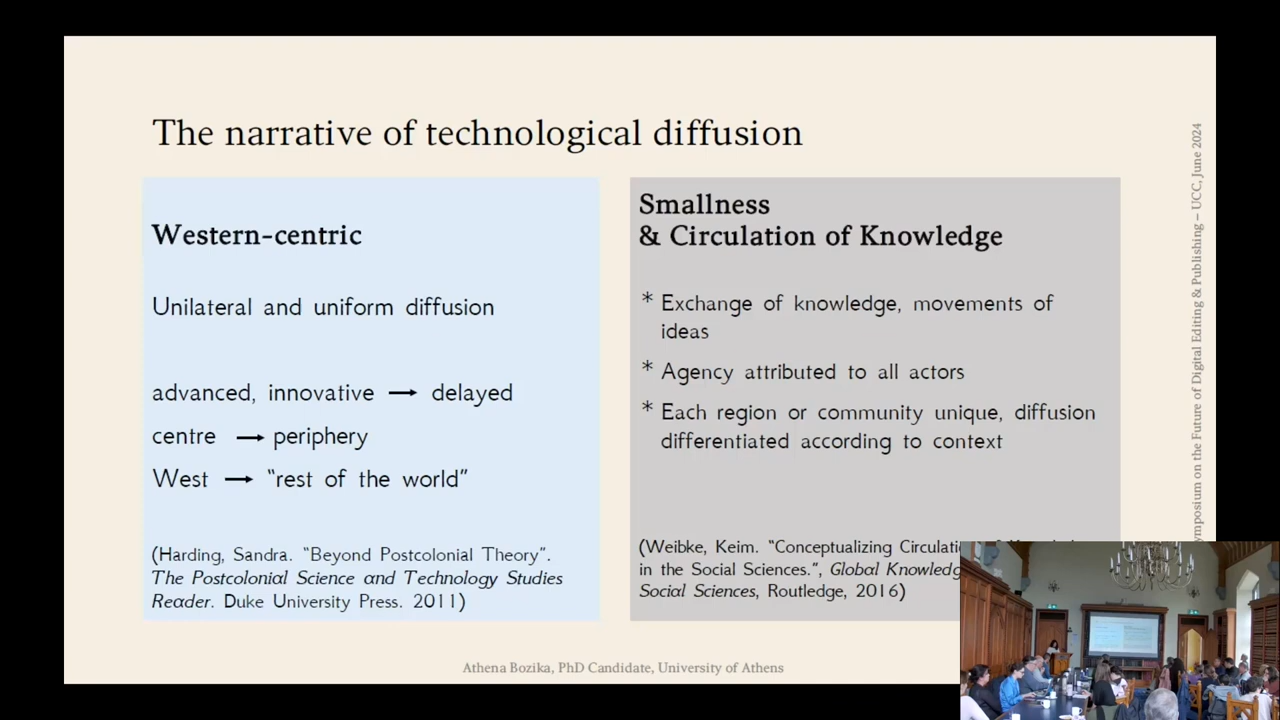 The narrative of technological diffusion
Western-centric
Unilateral and uniform diffusion
advanced, innovative → delayed
centre → periphery
West → “rest of the world”
(Harding, Sandra. “Beyond Postcolonial Theory”.
The Postcolonial Science and Technology Studies
Reader. Duke University Press. 2011)
Smallness
& Circulation of Knowledge
* Exchange of knowledge, movements of
ideas
* Agency attributed to all actors
* Each region or community unique, diffusion
differentiated according to context
(Weibke, Keim. “Conceptualizing
in the Social Sciences.”, Global
Social Sciences, Routledge, 2016)
Athena Bozika, PhD Candidate, University of Athens
on the Future of Digital Editing & Publishing – UCC, June 2024